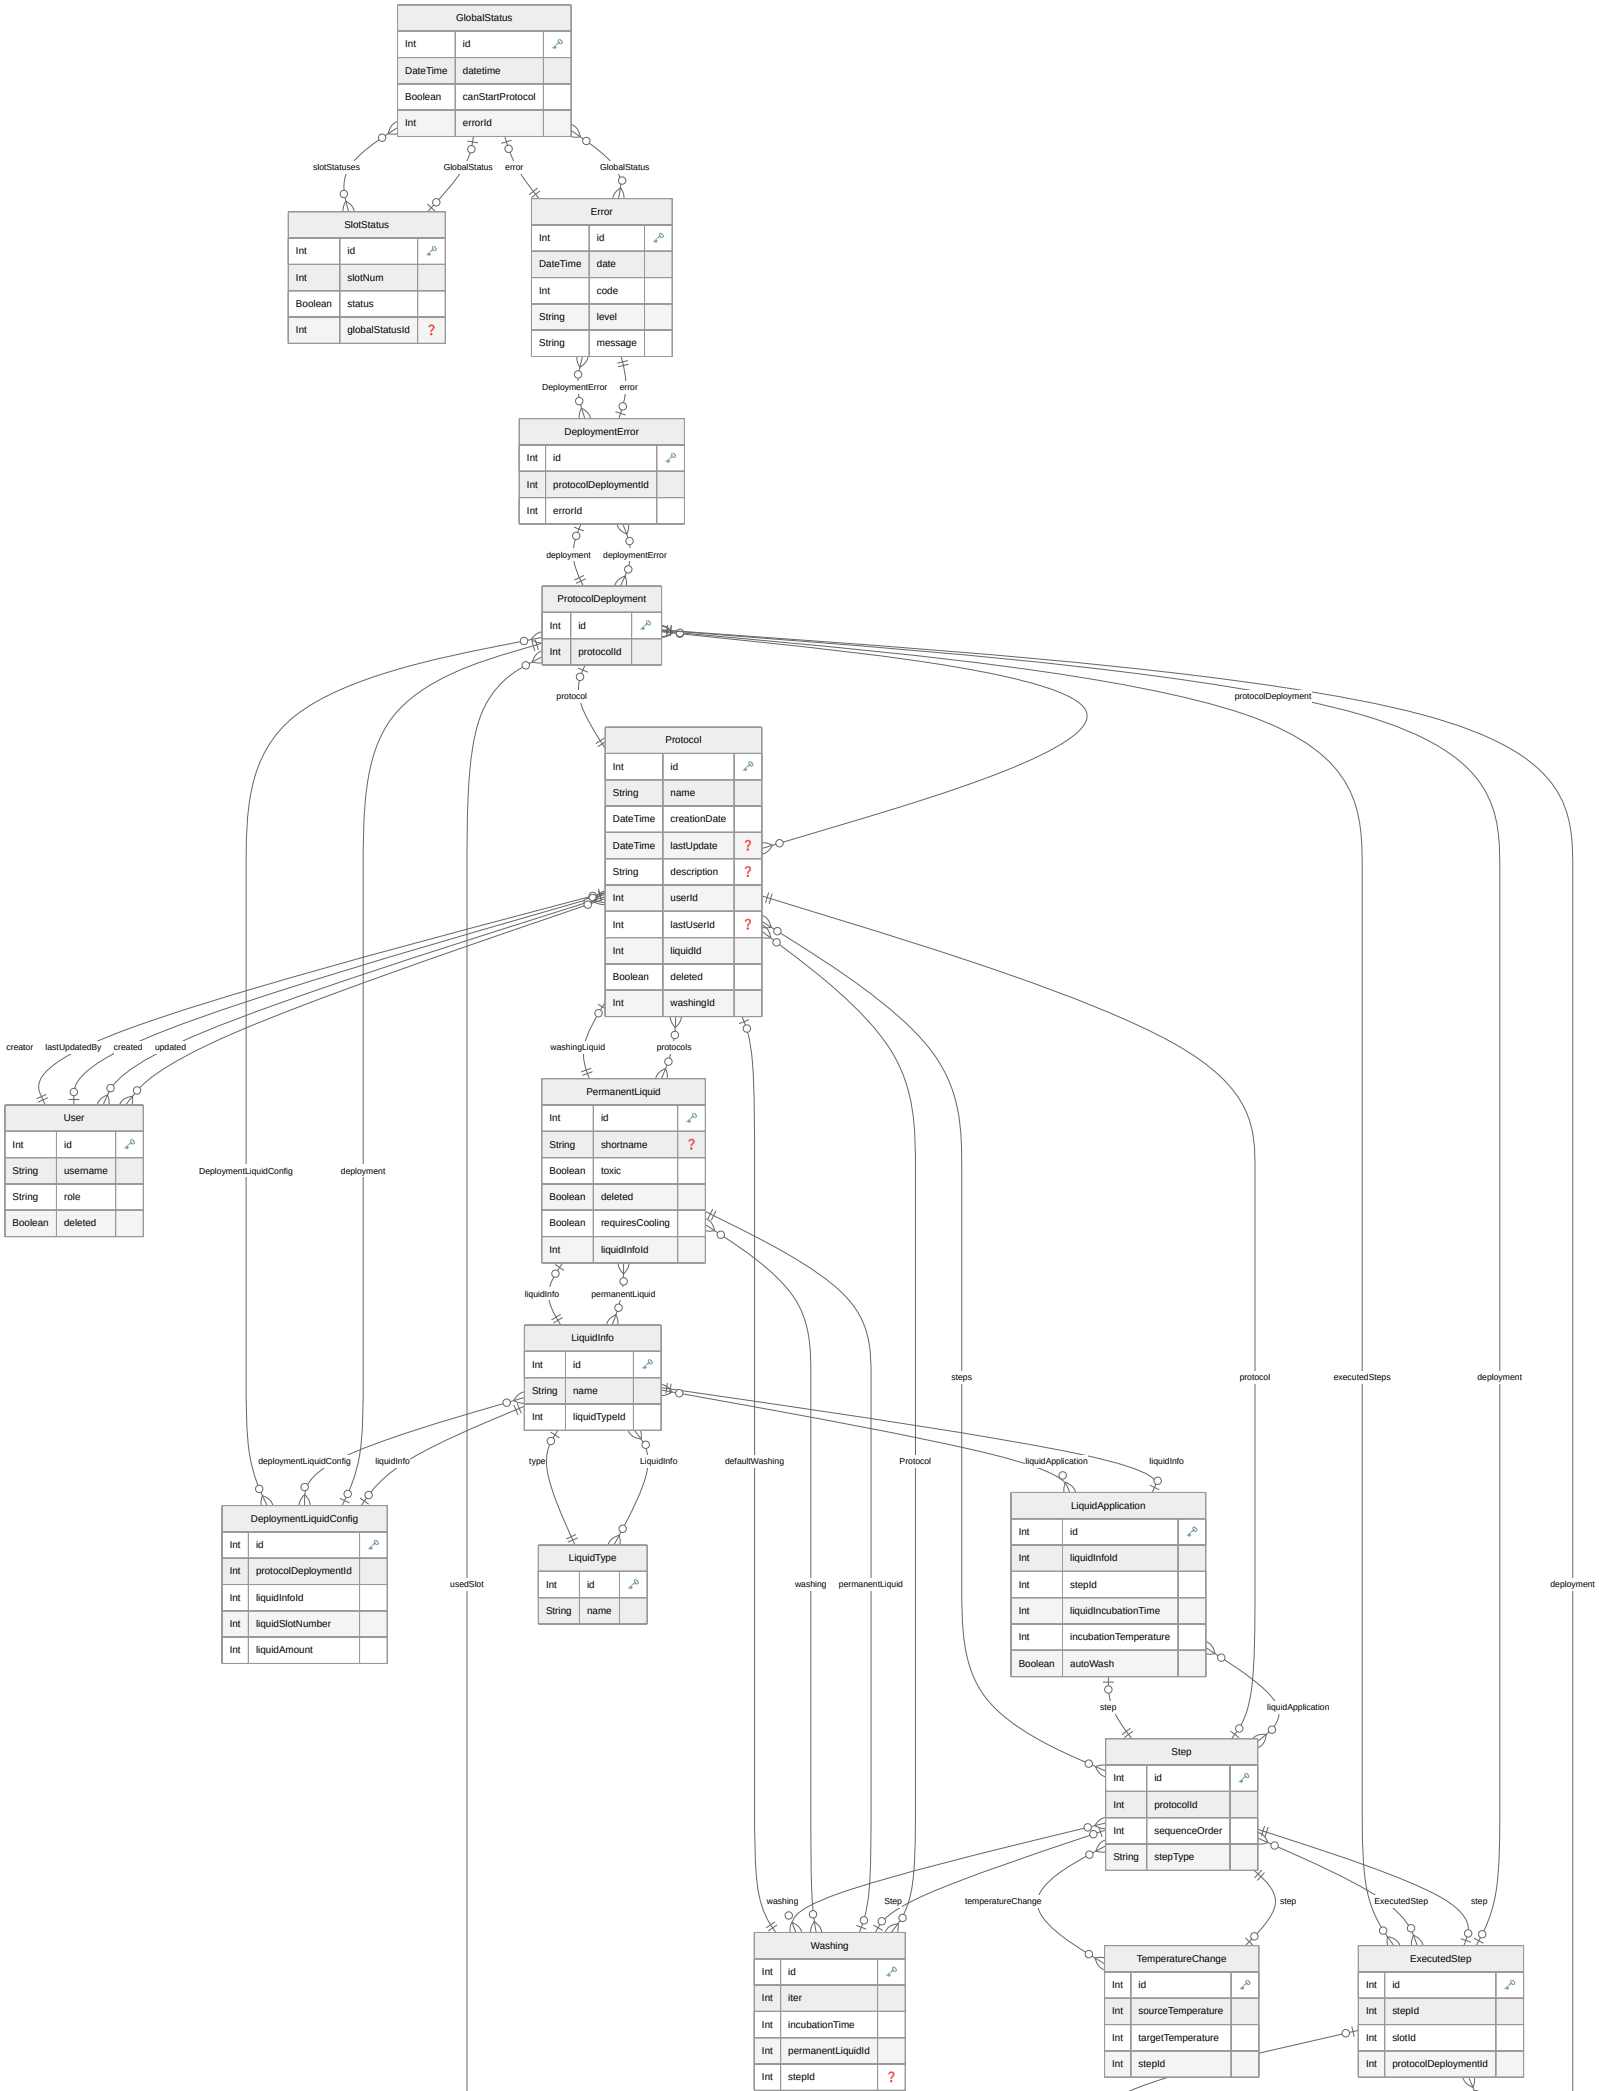 GlobalStatus
Int id
DateTime datetime
Boolean canStartProtocol
Int errorId
slotStatuses GlobalStatus error GlobalStatus
SlotStatus
Int id
Int slotNum
Boolean status
Int globalStatusId ?
Error
Int id
DateTime date
Int code
String level
String message
DeploymentError error
DeploymentError
Int id
Int protocolDeploymentId
Int errorId
deployment deploymentError
ProtocolDeployment
Int id
Int protocolId
protocol protocolDeployment
Protocol
Int id
String name
DateTime creationDate
DateTime lastUpdate ?
String description ?
Int userId
Int lastUserId ?
Int liquidId
Boolean deleted
Int washingId
creator lastUpdatedBy created updated washingLiquid protocols
User
Int id
String username
String role
Boolean deleted
DeploymentLiquidConfig deployment
PermanentLiquid
Int id
String shortname ?
Boolean toxic
Boolean deleted
Boolean requiresCooling
Int liquidInfoId
liquidInfo permanentLiquid
LiquidInfo
Int id
String name
Int liquidTypeId
steps protocol executedSteps deployment
deploymentLiquidConfig liquidInfo type LiquidInfo defaultWashing Protocol liquidApplication liquidInfo
DeploymentLiquidConfig
Int id
Int protocolDeploymentId
Int liquidInfoId
Int liquidSlotNumber
Int liquidAmount
LiquidType
Int id
String name
usedSlot washing permanentLiquid deployment
LiquidApplication
Int id
Int liquidInfoId
Int stepId
Int liquidIncubationTime
Int incubationTemperature
Boolean autoWash
step liquidApplication
Step
Int id
Int protocolId
Int sequenceOrder
String stepType
washing Step temperatureChange step ExecutedStep step
Washing
Int id
Int iter
Int incubationTime
Int permanentLiquidId
Int stepId ?
TemperatureChange
Int id
Int sourceTemperature
Int targetTemperature
Int stepId
ExecutedStep
Int id
Int stepId
Int slotId
Int protocolDeploymentId